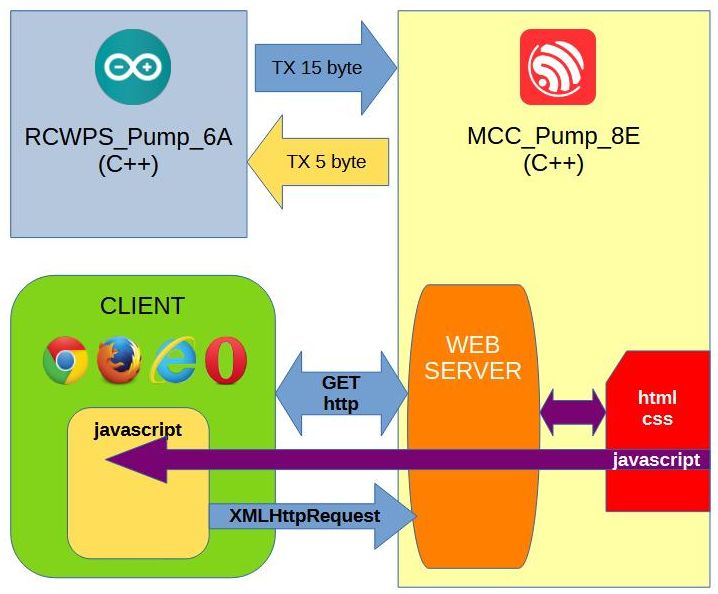 RCWPS_Pump_6A
(C++)
TX 15 byte
TX 5 byte
MCC_Pump_8E
(C++)
CLIENT
javascript
GET
http
XMLHttpRequest
WEB
SERVER
html
css
javascript